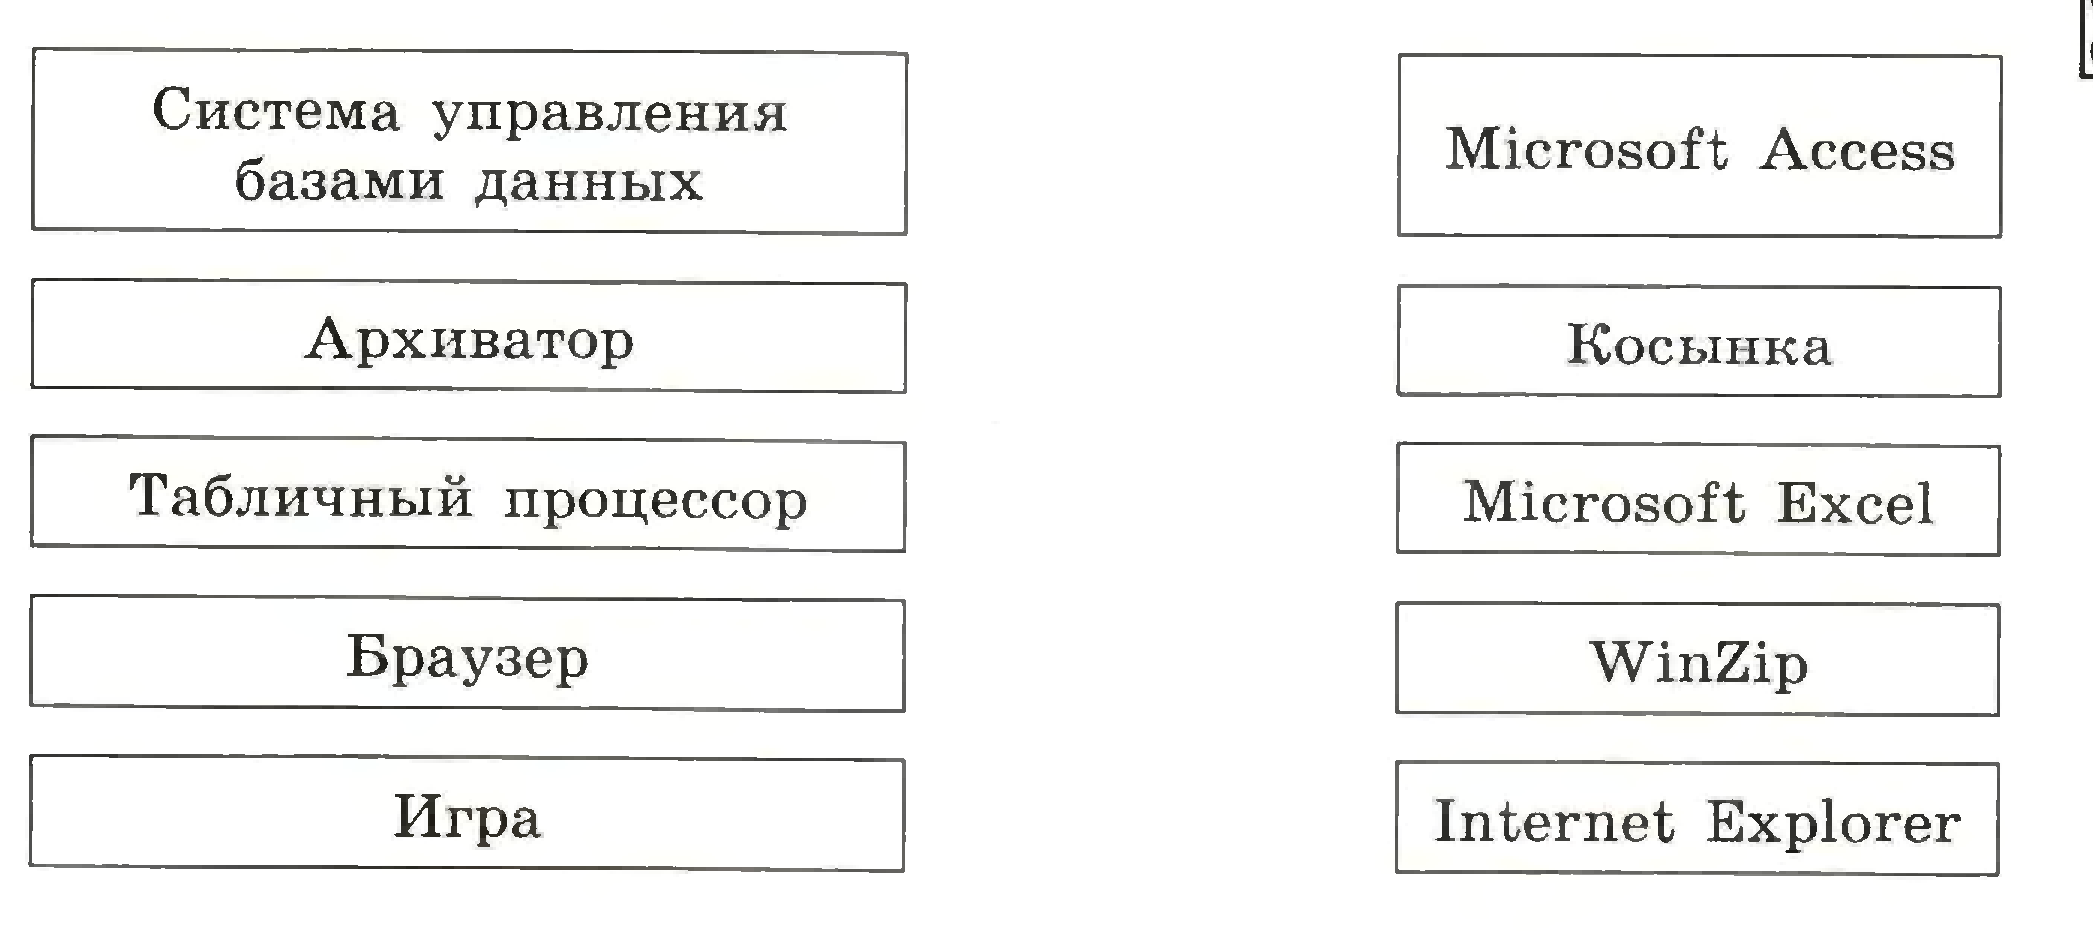 Система управления
базами данных
Архиватор
Табличный процессор
Браузер
Игра
Microsoft Access
Косынка
Microsoft Excel
WinZip
Internet Explorer